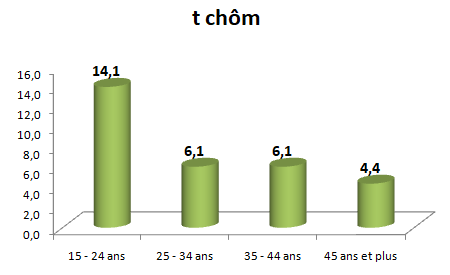 t chôm
14,1
6,1
6,1
4,4
16,0
14,0
12,0
10,0
8,0
6,0
4,0
2,0
0,0
15 - 24 ans
25 - 34 ans
35 - 44 ans
45 ans et plus